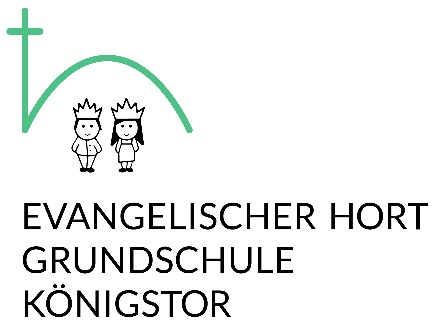 EVANGELISCHER HORT
GRUNDSCHULE
KÖNIGSTOR